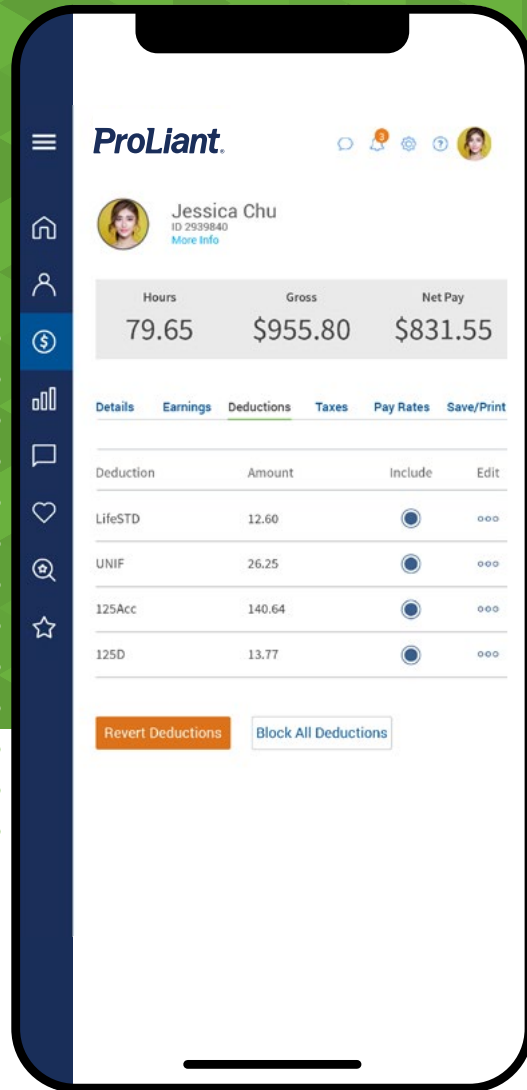 ProLiant®
3
?
Jessica Chu
ID 2939840
More Info
Hours Gross Net Pay
79.65 $955.80 $831.55
$
Details Earnings Deductions Taxes Pay Rates Save/Print
Deduction Amount Include Edit
LifeSTD 12.60
UNIF 26.25
125Acc 140.64
125D 13.77
Revert Deductions Block All Deductions